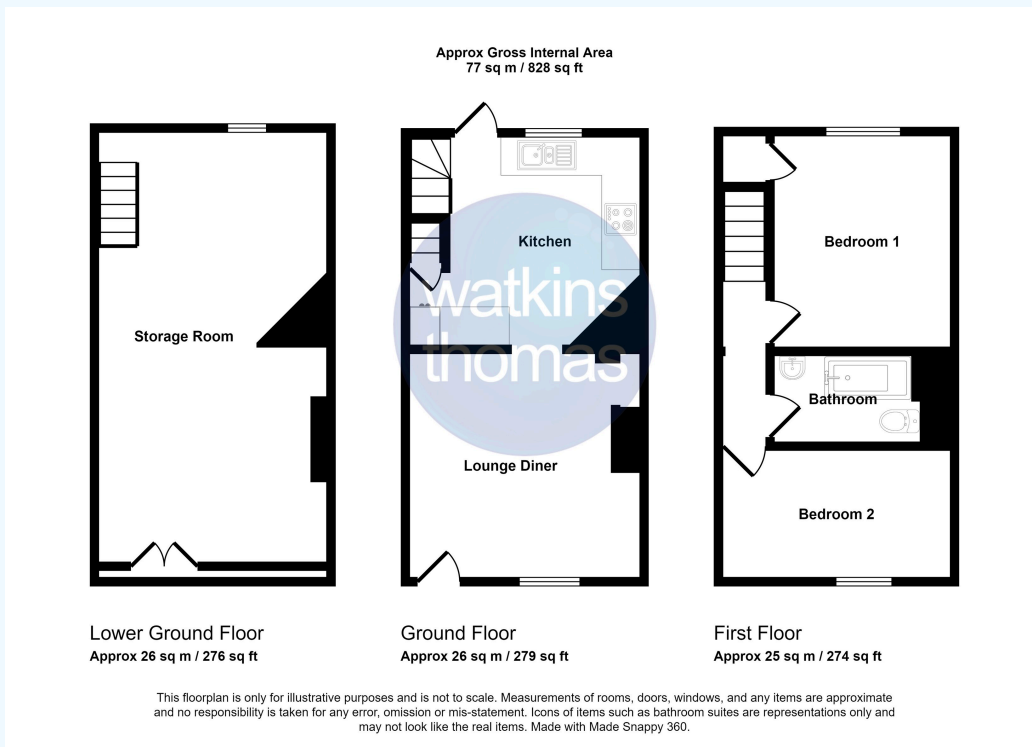 Approx Gross Internal Area
77 sq m / 828 sq ft
Storage Room
Kitchen
watkins
thomas
Lounge Diner
Bedroom 1
Bathroom
Bedroom 2
Lower Ground Floor
Approx 26 sq m / 276 sq ft
Ground Floor
Approx 26 sq m / 279 sq ft
First Floor
Approx 25 sq m / 274 sq ft
This floorplan is only for illustrative purposes and is not to scale. Measurements of rooms, doors, windows, and any items are approximate
and no responsibility is taken for any error, omission or mis-statement. Icons of items such as bathroom suites are representations only and
may not look like the real items. Made with Made Snappy 360.